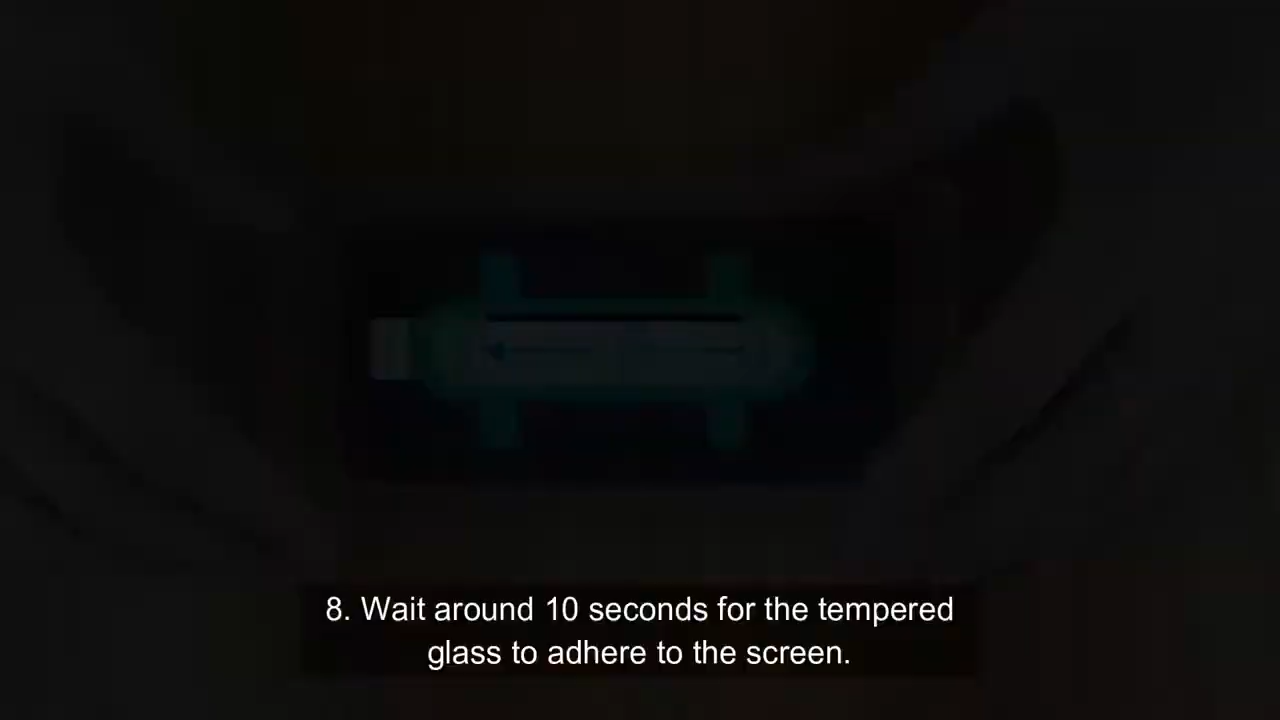 8. Wait around 10 seconds for the tempered
glass to adhere to the screen.